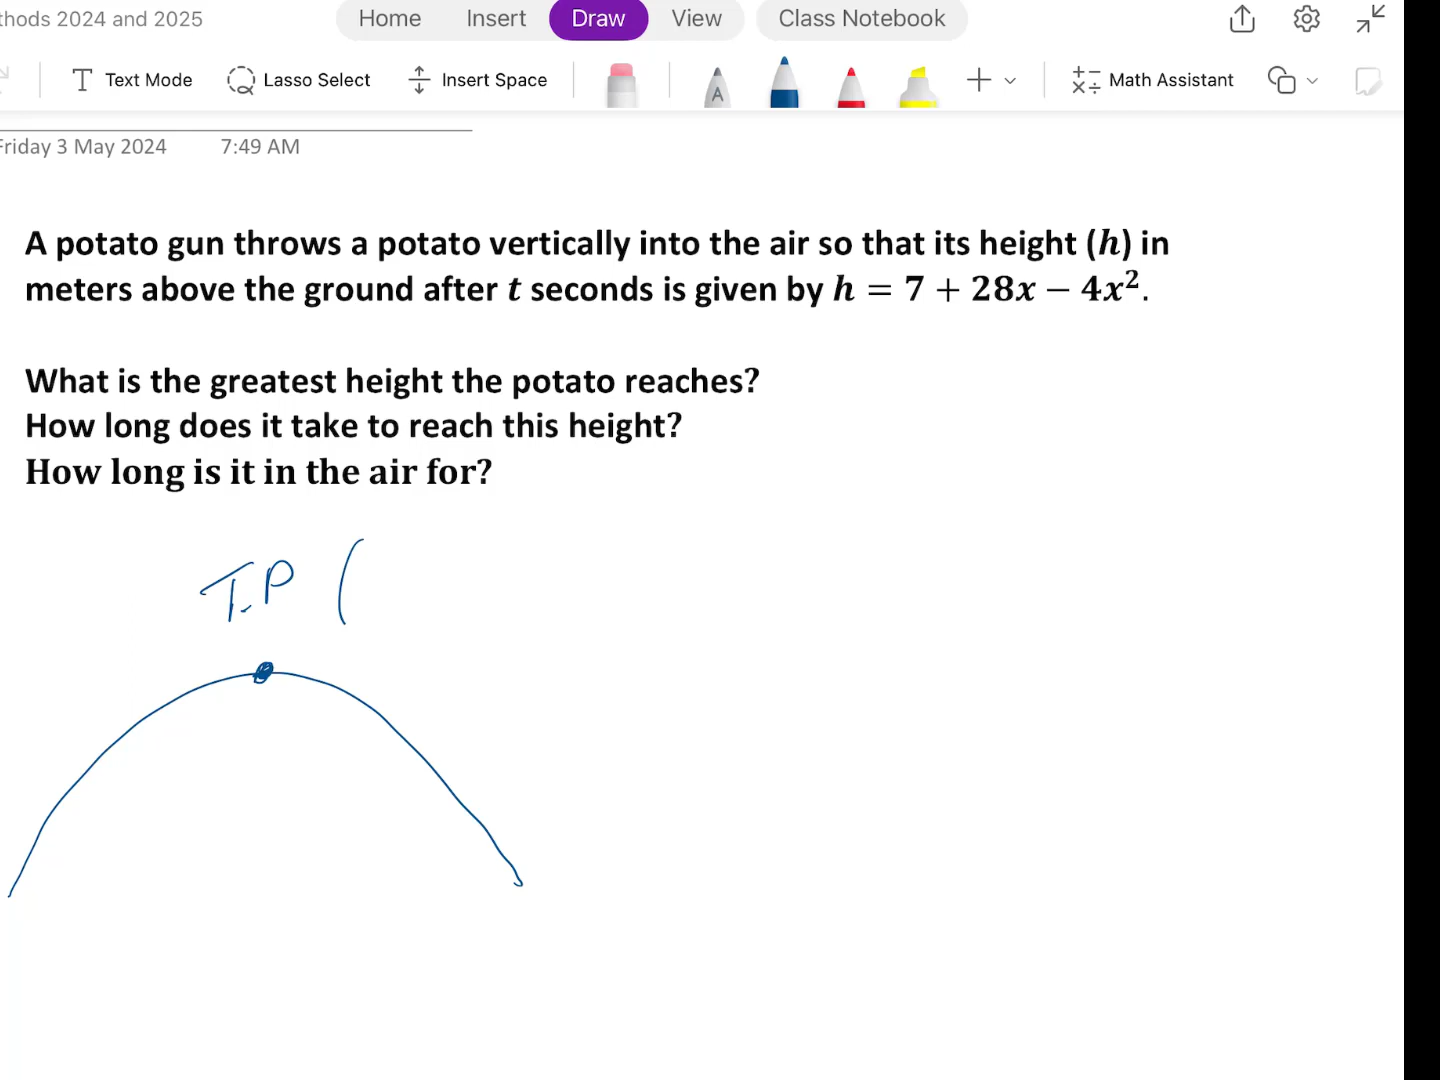 thods 2024 and 2025 Home Insert Draw View Class Notebook
Text Mode Lasso Select Insert Space A Math Assistant
Friday 3 May 2024 7:49 AM
A potato gun throws a potato vertically into the air so that its height (h) in
meters above the ground after t seconds is given by h = 7 + 28x − 4x².
What is the greatest height the potato reaches?
How long does it take to reach this height?
How long is it in the air for?
T.P (